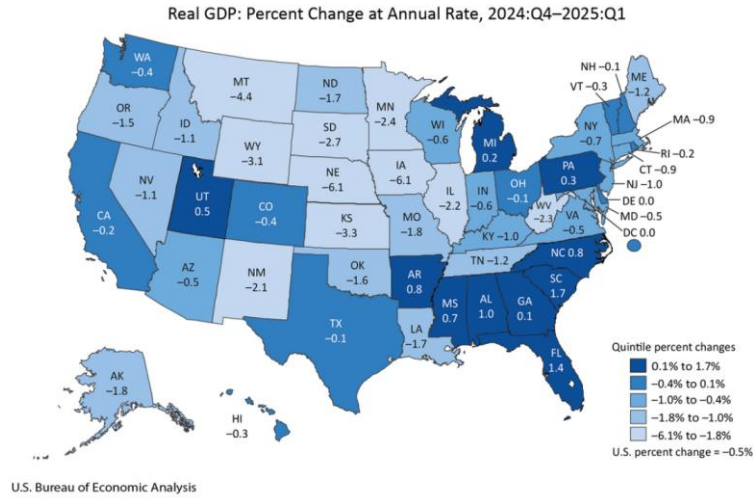 Real GDP: Percent Change at Annual Rate, 2024:Q4–2025:Q1
WA
–0.4
OR
–1.5
CA
–0.2
NV
–1.1
ID
–1.1
MT
–4.4
WY
–3.1
UT
0.5
CO
–0.4
AZ
–0.5
NM
–2.1
ND
–1.7
SD
–2.7
NE
–6.1
KS
–3.3
OK
–1.6
TX
–0.1
MN
–2.4
IA
–6.1
MO
–1.8
AR
0.8
LA
–1.7
WI
–0.6
IL
–2.2
MI
0.2
IN
–0.6
OH
–0.1
KY –1.0
TN –1.2
MS
0.7
AL
1.0
GA
0.1
FL
1.4
SC
1.7
NC 0.8
VA
–0.5
WV
–2.3
PA
0.3
NY
–0.7
NH –0.1
VT –0.3
ME
–1.2
MA –0.9
RI –0.2
CT –0.9
NJ –1.0
DE 0.0
MD –0.5
DC 0.0
AK
–1.8
HI
–0.3
Quintile percent changes
0.1% to 1.7%
–0.4% to 0.1%
–1.0% to –0.4%
–1.8% to –1.0%
–6.1% to –1.8%
U.S. percent change = –0.5%
U.S. Bureau of Economic Analysis